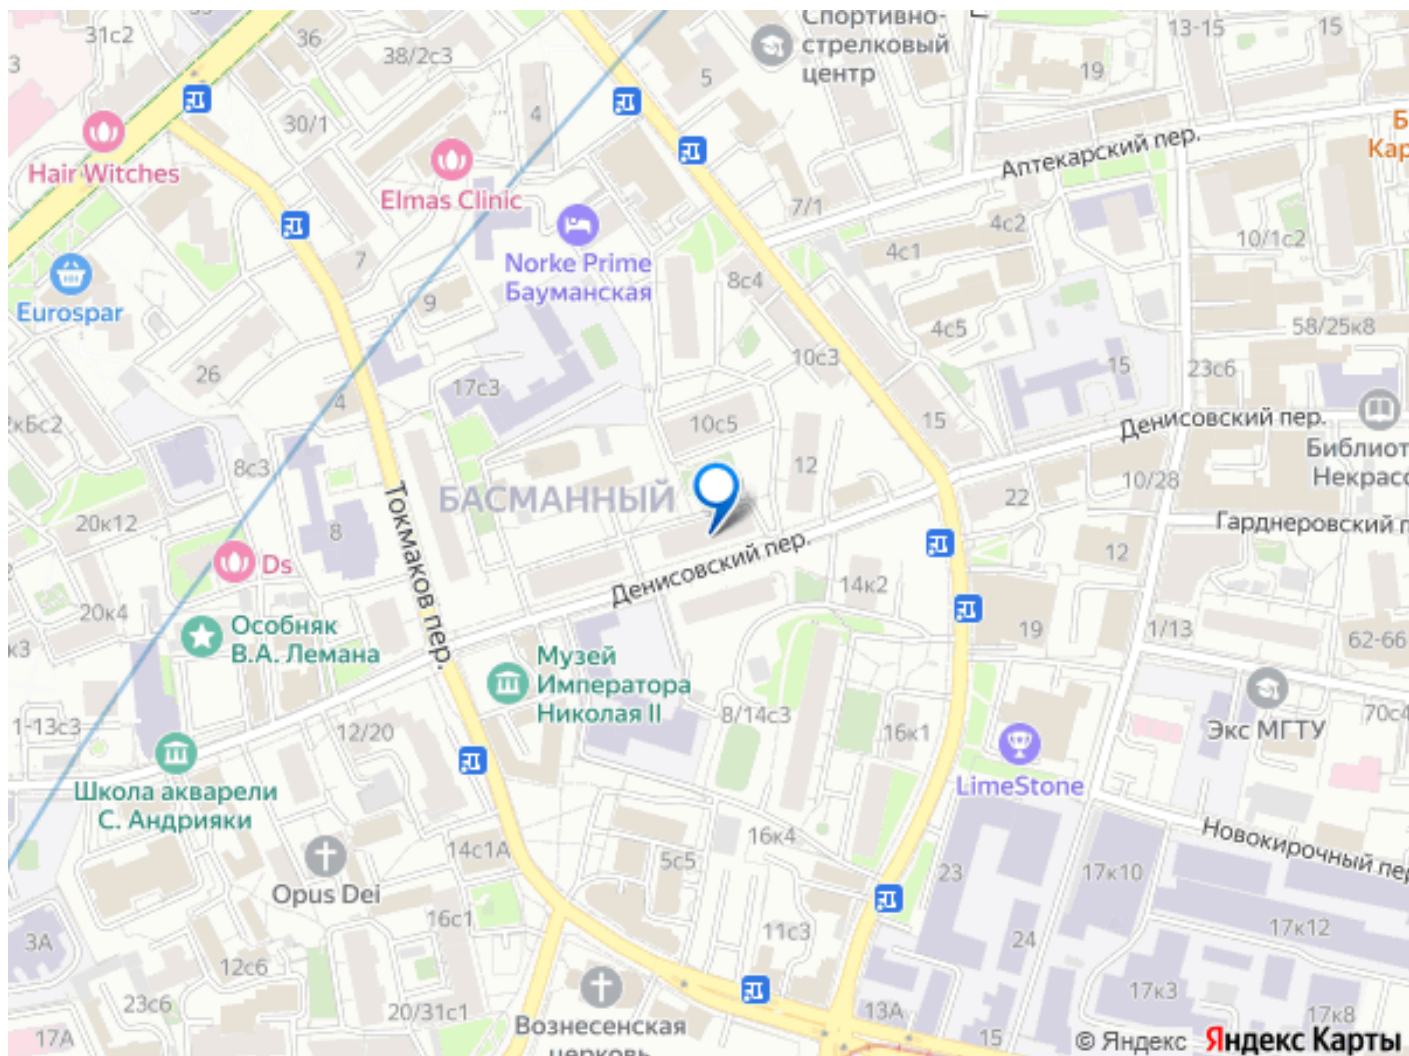 31с2
36
38/2с3
Спортивно-
стрелковый
центр
13-15
15
3
5
19
4
30/1
Hair Witches
Elmas Clinic
Аптекарский пер.
Б
Кар
7/1
4с2
4с1
10/1с2
7
Norke Prime
Бауманская
8с4
Eurospar
9
4с5
58/25к8
10с3
26
17с3
15
23с6
4
10с5
15
Денисовский пер.
Библиот
Некрасо
8с3
12
БАСМАННЫЙ
22
10/28
20к12
8
Токмаков пер.
Гарднеровский п
Денисовский пер.
12
Ds
14к2
20к4
Особняк
В.А. Лемана
19
1/13
62-66
к3
Музей
Императора
Николая II
1-13с3
12/20
8/14с3
16к1
Экс МГТУ
70с4
LimeStone
Школа акварели
С. Андрияки
Новокирочный пер
16к4
14с1А
5с5
23
17к10
Opus Dei
16с1
11с3
24
17к12
3А
12с6
17к3
23с6
20/31с1
Вознесенская
церковь
13А
15
17к8
17А
© Яндекс Яндекс Карты